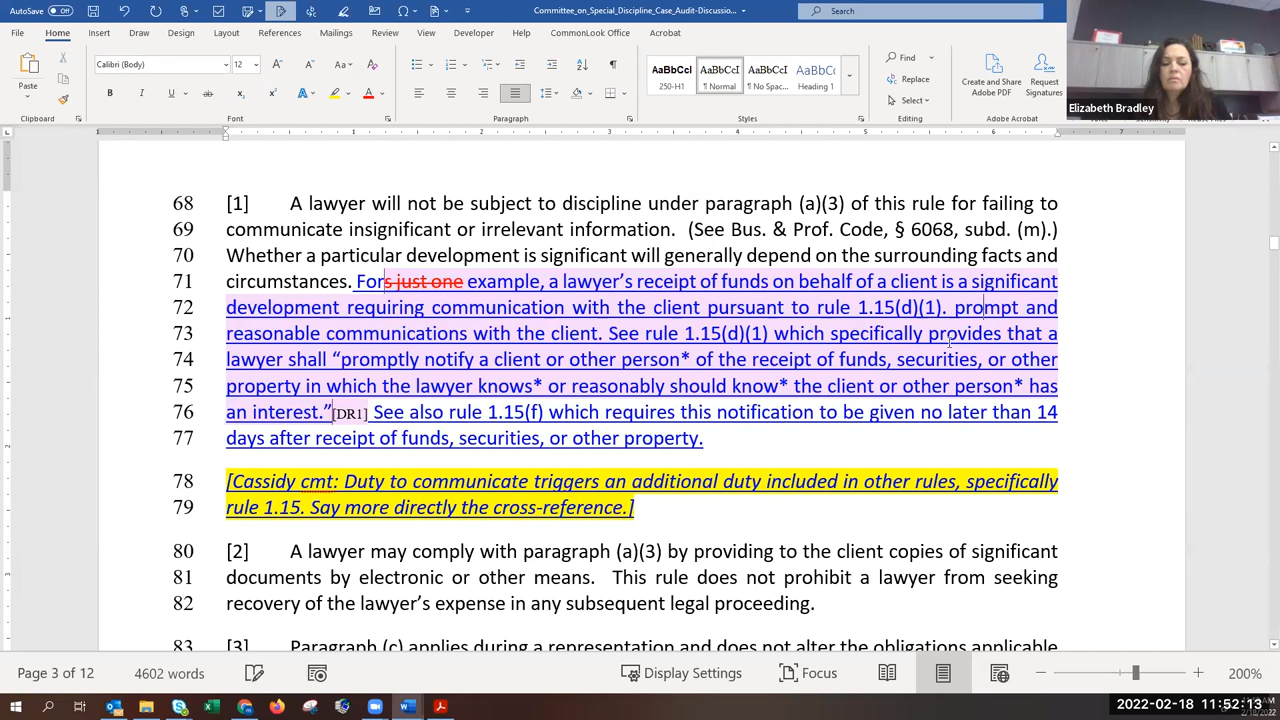 AutoSave Off
Committee_on_Special_Discipline_Case_Audit-Discussio...
Search
File Home Insert Draw Design Layout References Mailings Review View Developer Help CommonLook Office Acrobat
Calibri (Body) 12
Paste
Clipboard Font Paragraph
AaBbCcI AaBbCcI AaBbCcI AaBbCc
250-H1 ¶ Normal ¶ No Spac... Heading 1
Styles
Find
Replace
Select
Editing
Create and Share
Adobe PDF
Request
Signatures
Adobe Acrobat
Elizabeth Bradley
68 [1] A lawyer will not be subject to discipline under paragraph (a)(3) of this rule for failing to
69 communicate insignificant or irrelevant information. (See Bus. & Prof. Code, § 6068, subd. (m).)
70 Whether a particular development is significant will generally depend on the surrounding facts and
71 circumstances. Fors just one example, a lawyer’s receipt of funds on behalf of a client is a significant
72 development requiring communication with the client pursuant to rule 1.15(d)(1). prompt and
73 reasonable communications with the client. See rule 1.15(d)(1) which specifically provides that a
74 lawyer shall “promptly notify a client or other person* of the receipt of funds, securities, or other
75 property in which the lawyer knows* or reasonably should know* the client or other person* has
76 an interest.”[DR1] See also rule 1.15(f) which requires this notification to be given no later than 14
77 days after receipt of funds, securities, or other property.
78 [Cassidy cmt: Duty to communicate triggers an additional duty included in other rules, specifically
79 rule 1.15. Say more directly the cross-reference.]
80 [2] A lawyer may comply with paragraph (a)(3) by providing to the client copies of significant
81 documents by electronic or other means. This rule does not prohibit a lawyer from seeking
82 recovery of the lawyer’s expense in any subsequent legal proceeding.
83 [3] Paragraph (c) applies during a representation and does not alter the obligations applicable
Page 3 of 12 4602 words Display Settings Focus 200%
2022-02-18 11:52:13